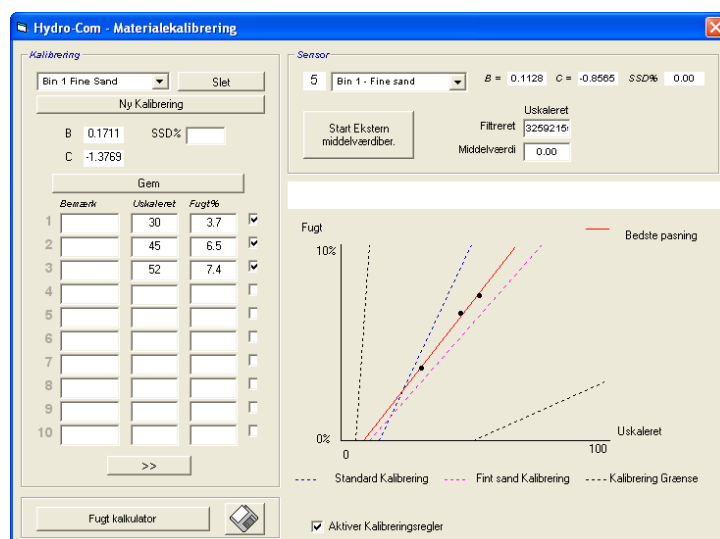 Hydro-Com - Materialekalibrering
Kalibrering
Bin 1 Fine Sand
Slet
Ny Kalibrering
B 0.1711 SSD%
C -1.3769
Gem
Bemærk Uskaleret Fugt%
1 30 3.7
2 45 6.5
3 52 7.4
4
5
6
7
8
9
10
>>
Fugt kalkulator
Sensor
5 Bin 1 - Fine sand B = 0.1128 C = -0.8565 SSD% 0.00
Start Ekstern
middelværdiber.
Uskaleret
Filtreret
Middelværdi 0.00
Fugt
Bedste pasning
10%
0%
0
100
Uskaleret
Standard Kalibrering Fint sand Kalibrering Kalibrering Grænse
Aktiver Kalibreringsregler